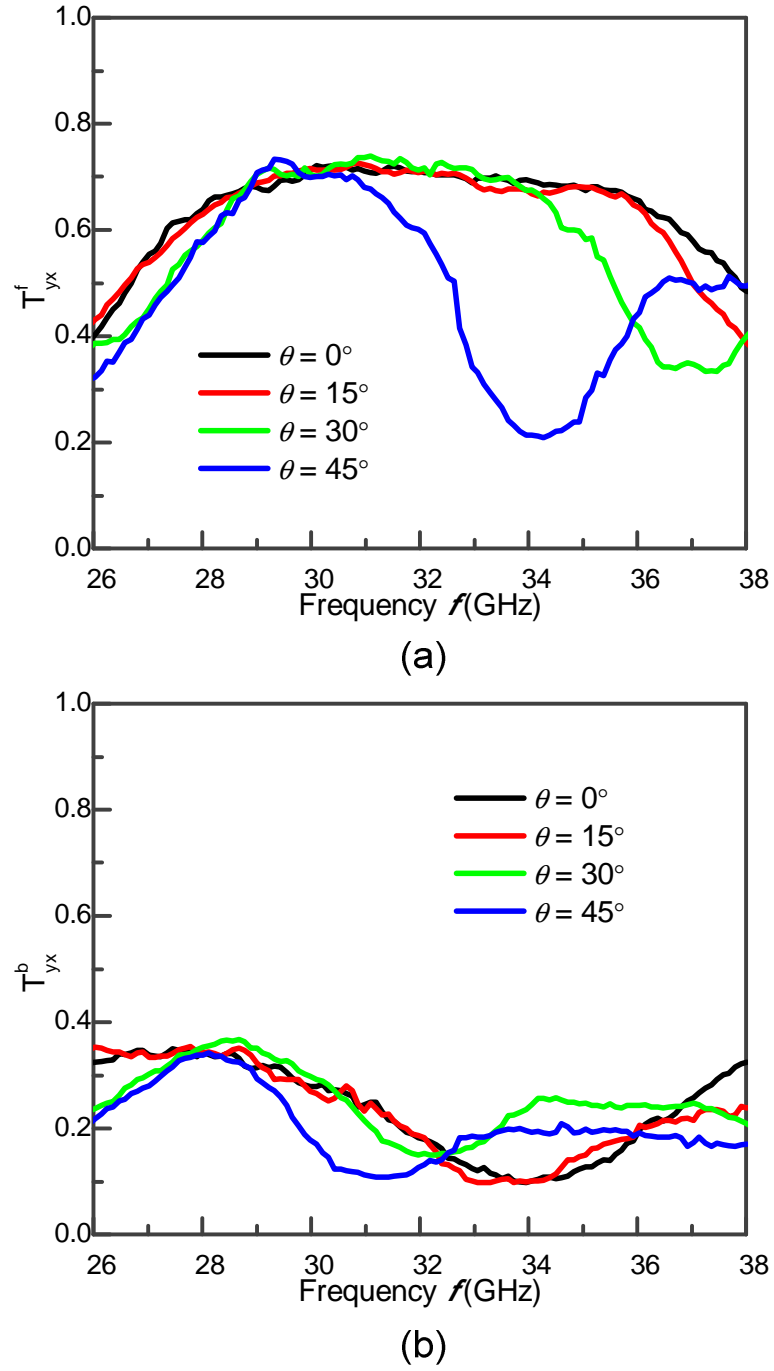 1.0
0.8
0.6
0.4
0.2
0.0
T^f_yx
θ = 0°
θ = 15°
θ = 30°
θ = 45°
26 28 30 32 34 36 38
Frequency f(GHz)
(a)
1.0
0.8
0.6
0.4
0.2
0.0
T^b_yx
θ = 0°
θ = 15°
θ = 30°
θ = 45°
26 28 30 32 34 36 38
Frequency f(GHz)
(b)